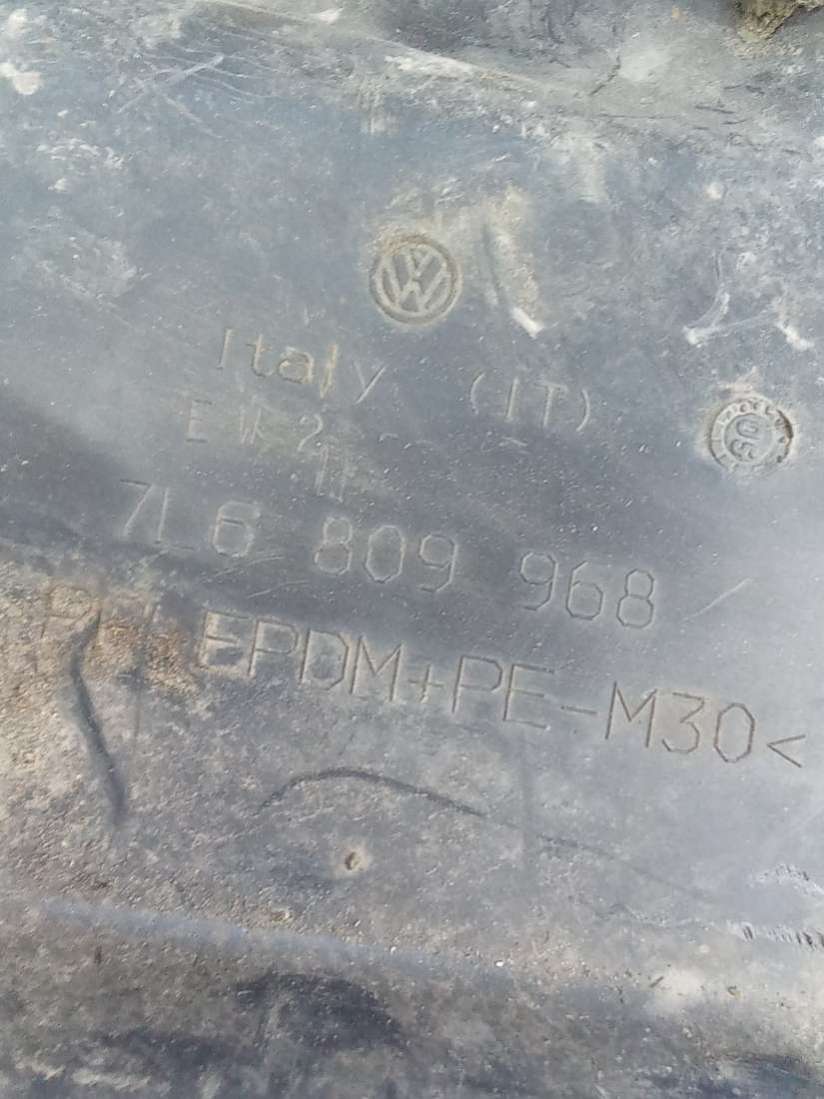 Italy (IT)
7L6 809 968
EPDM+PE-M30<